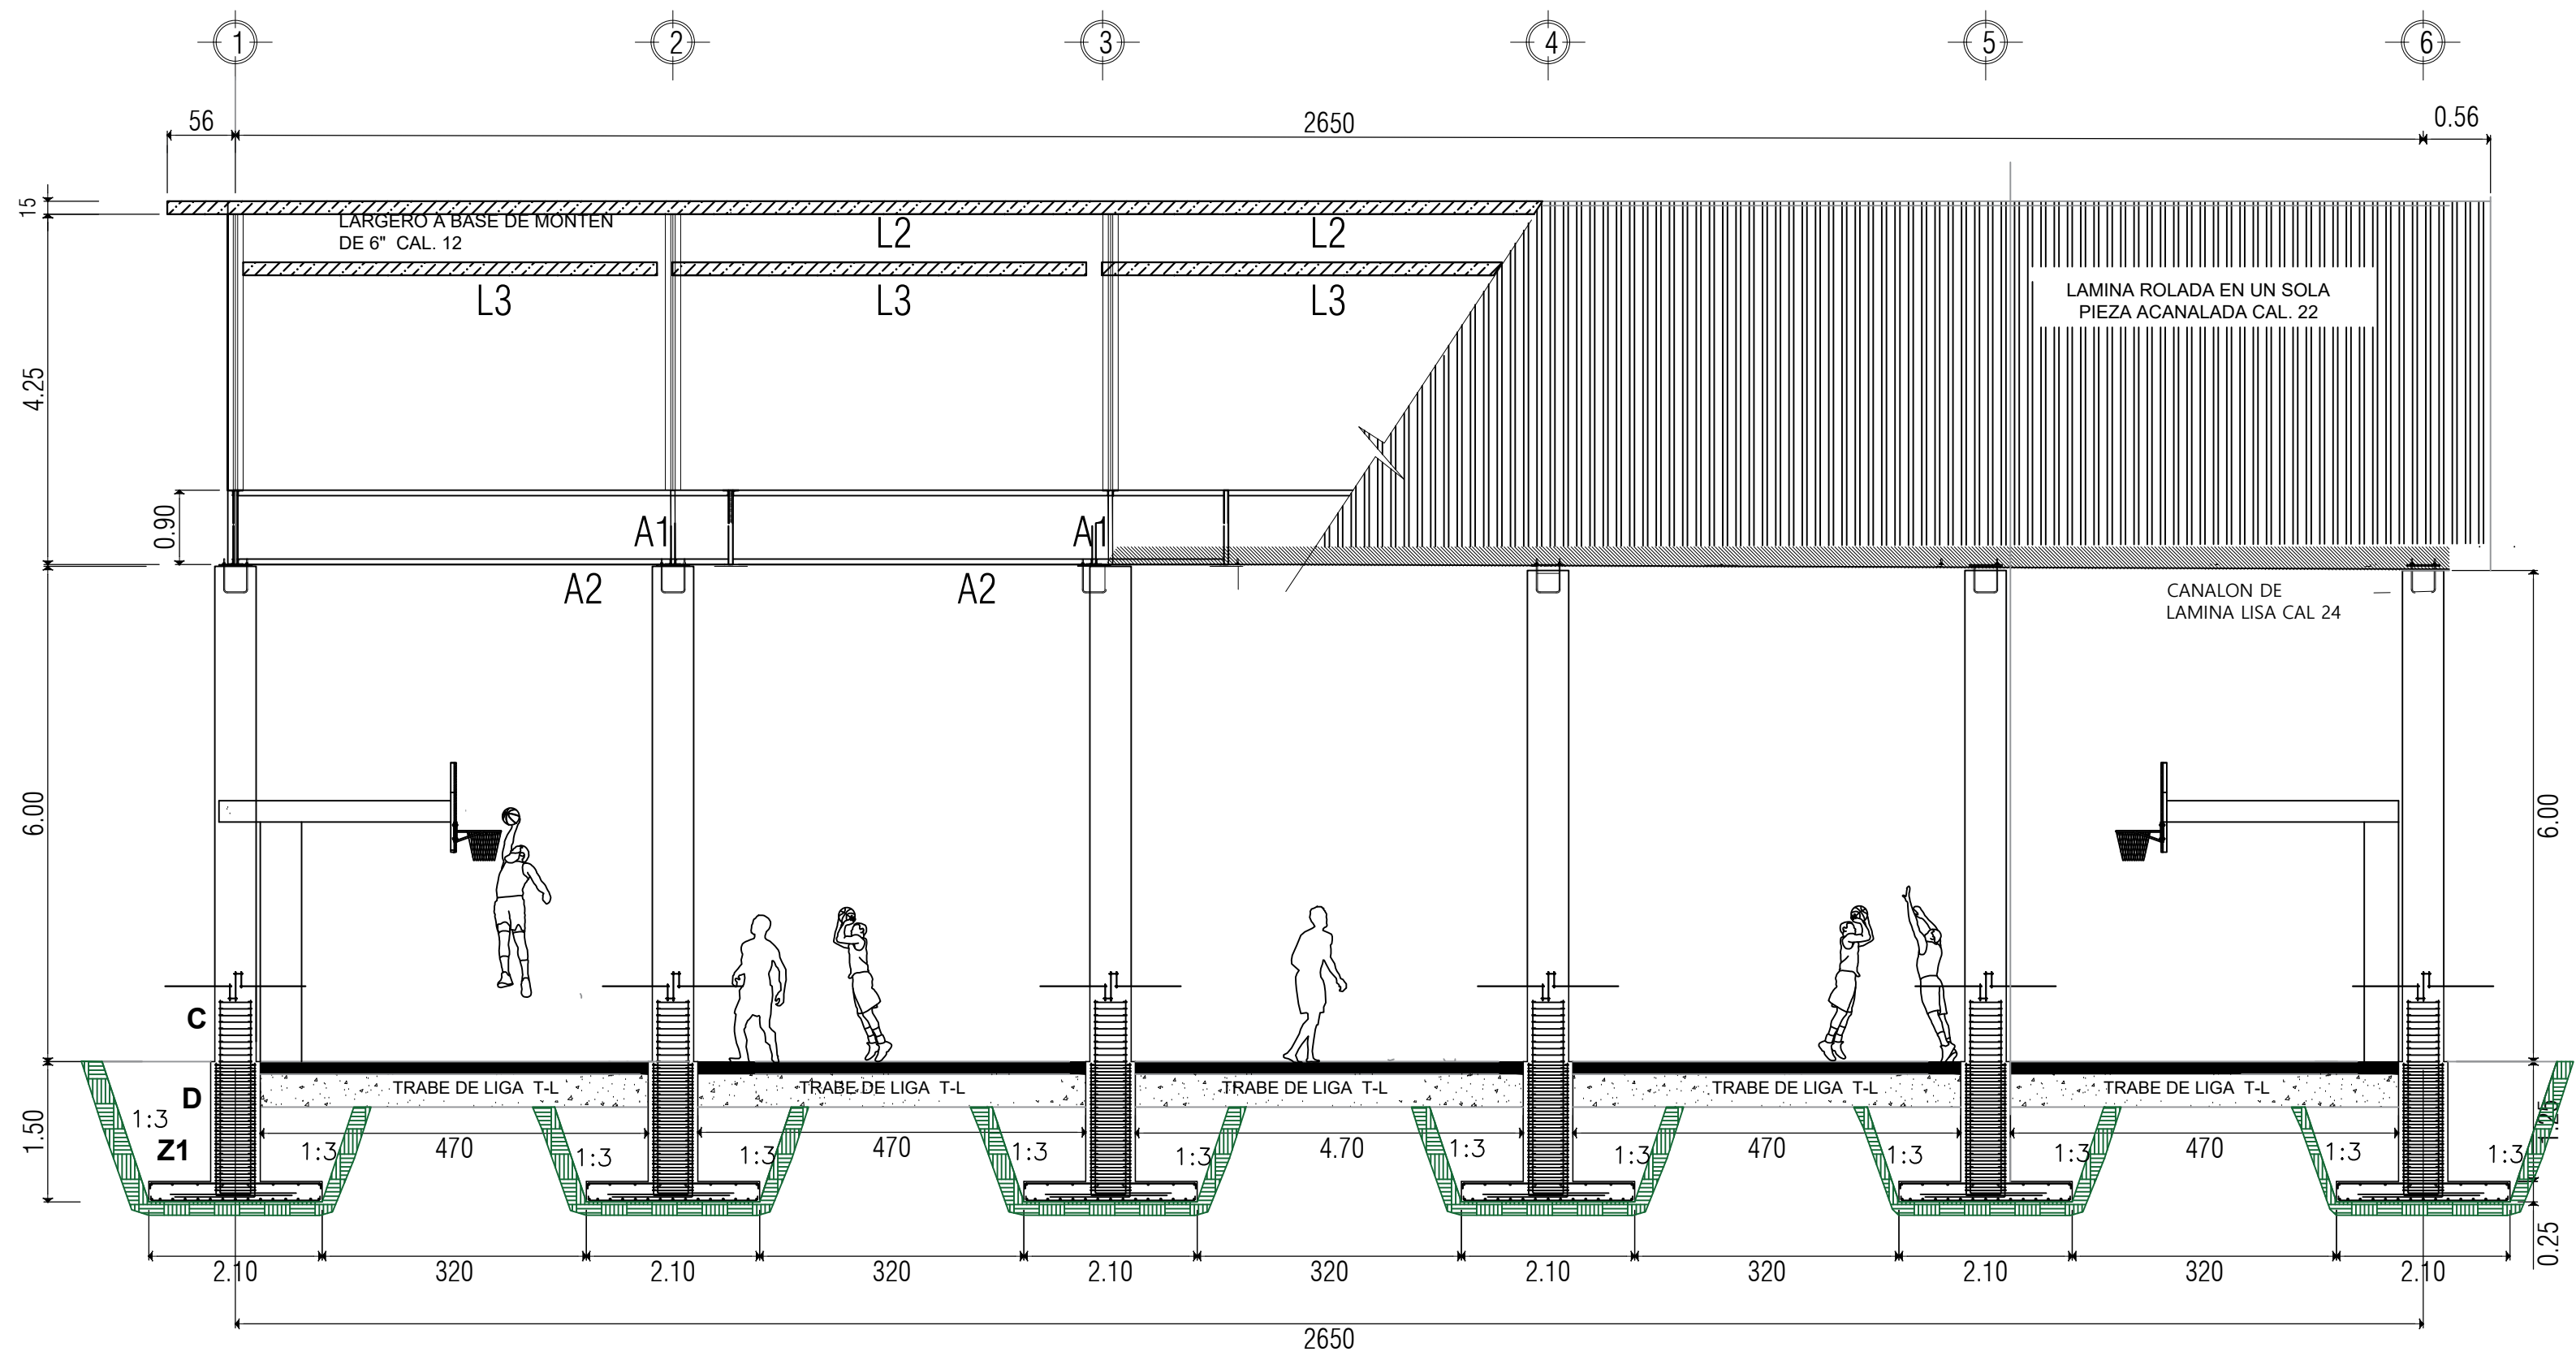 1 2 3 4 5 6
56 2650 0.56
15
LARGERO A BASE DE MONTEN
DE 6" CAL. 12
L2 L2
L3 L3 L3
LAMINA ROLADA EN UN SOLA
PIEZA ACANALADA CAL. 22
4.25
0.90
A1 A1
A2 A2
CANALON DE
LAMINA LISA CAL 24
6.00 6.00
C
D
TRABE DE LIGA T-L TRABE DE LIGA T-L TRABE DE LIGA T-L TRABE DE LIGA T-L TRABE DE LIGA T-L
1.50 1.25
Z1
1:3 1:3 1:3 1:3 1:3 1:3 1:3 1:3 1:3 1:3 1:3 1:3
470 470 4.70 470 470
0.25
2.10 320 2.10 320 2.10 320 2.10 320 2.10 320 2.10
2650